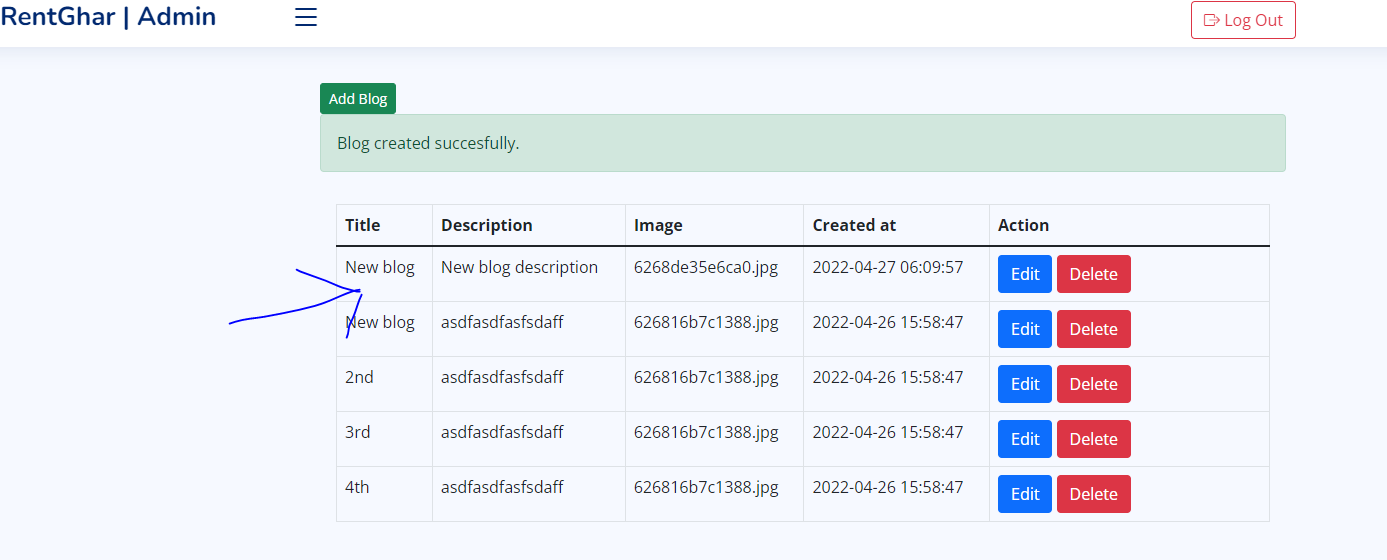 RentGhar | Admin
Log Out
Add Blog
Blog created succesfully.
Title Description Image Created at Action
New blog New blog description 6268de35e6ca0.jpg 2022-04-27 06:09:57 Edit Delete
New blog asdfasdfasfsdaff 626816b7c1388.jpg 2022-04-26 15:58:47 Edit Delete
2nd asdfasdfasfsdaff 626816b7c1388.jpg 2022-04-26 15:58:47 Edit Delete
3rd asdfasdfasfsdaff 626816b7c1388.jpg 2022-04-26 15:58:47 Edit Delete
4th asdfasdfasfsdaff 626816b7c1388.jpg 2022-04-26 15:58:47 Edit Delete